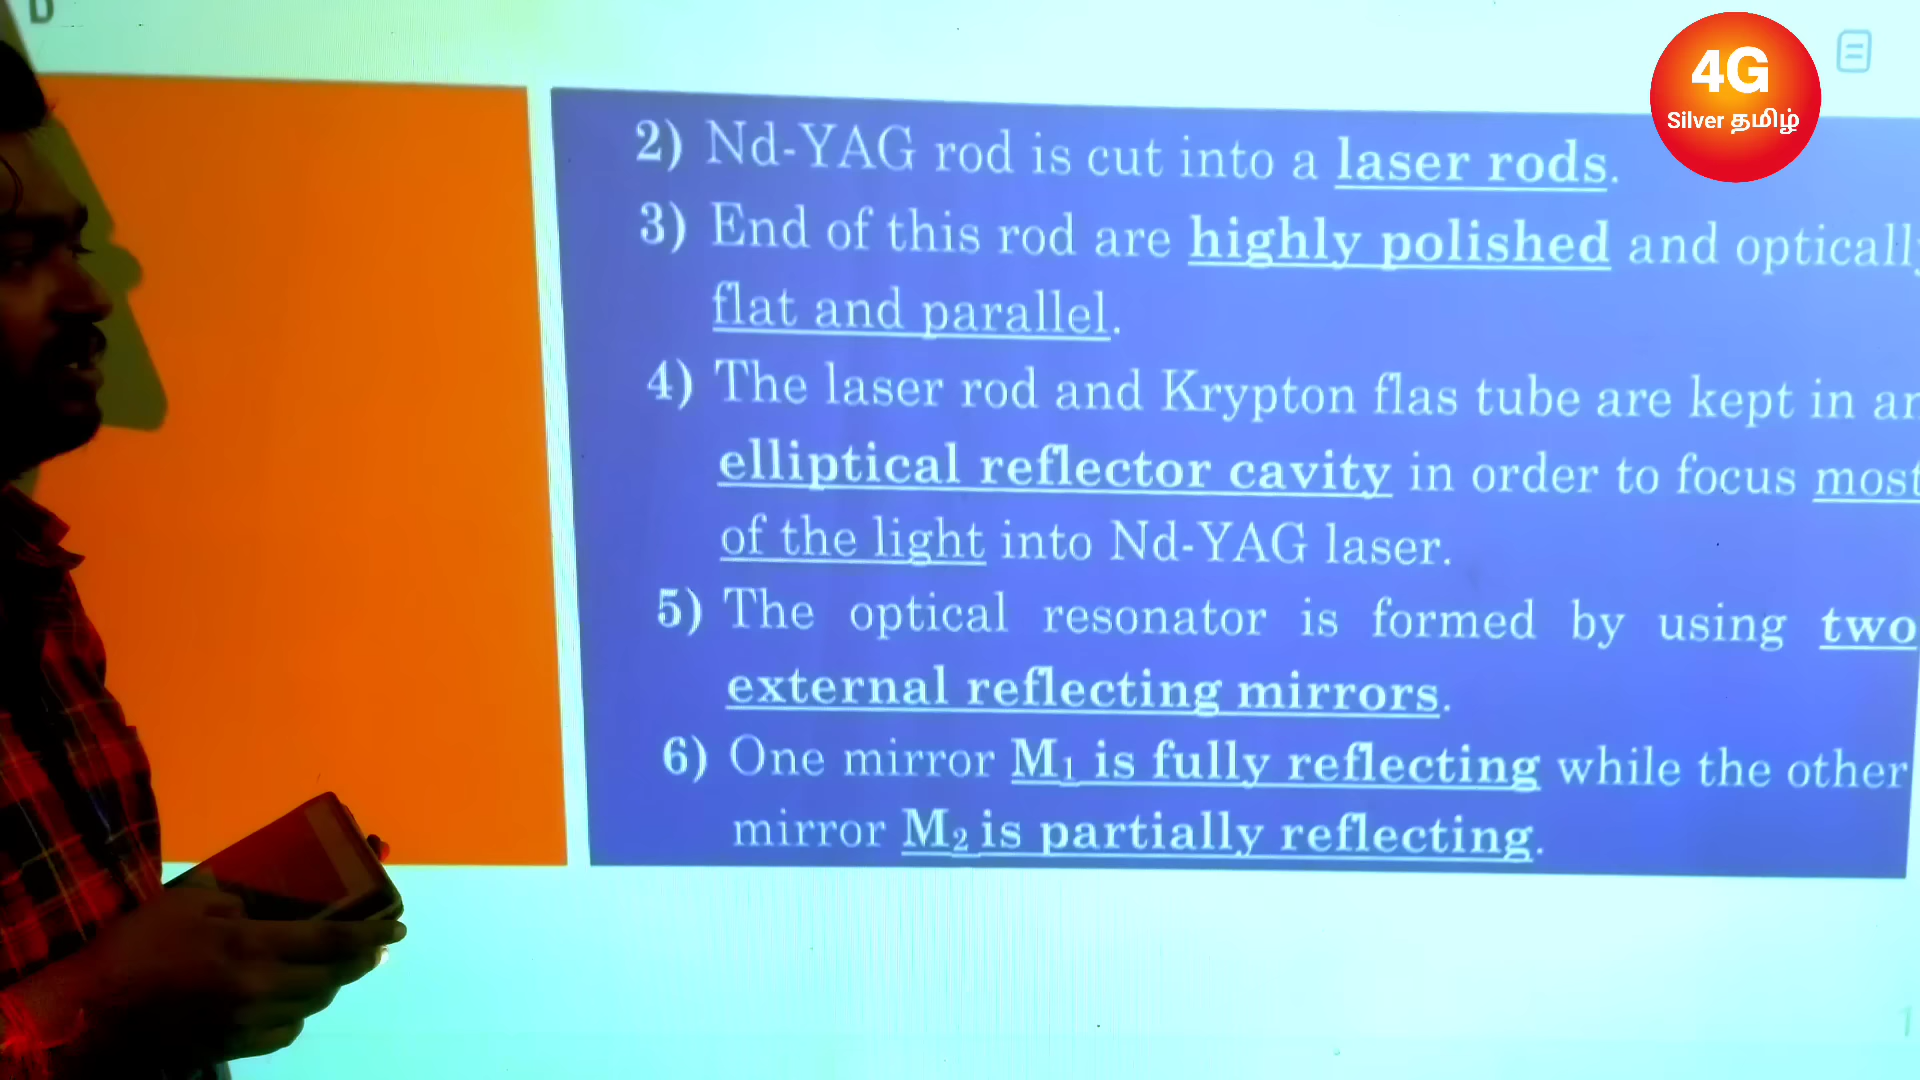 D
4G
Silver தமிழ்
2) Nd-YAG rod is cut into a laser rods.
3) End of this rod are highly polished and optically
flat and parallel.
4) The laser rod and Krypton flas tube are kept in an
elliptical reflector cavity in order to focus most
of the light into Nd-YAG laser.
5) The optical resonator is formed by using two
external reflecting mirrors.
6) One mirror M₁ is fully reflecting while the other
mirror M₂ is partially reflecting.
1